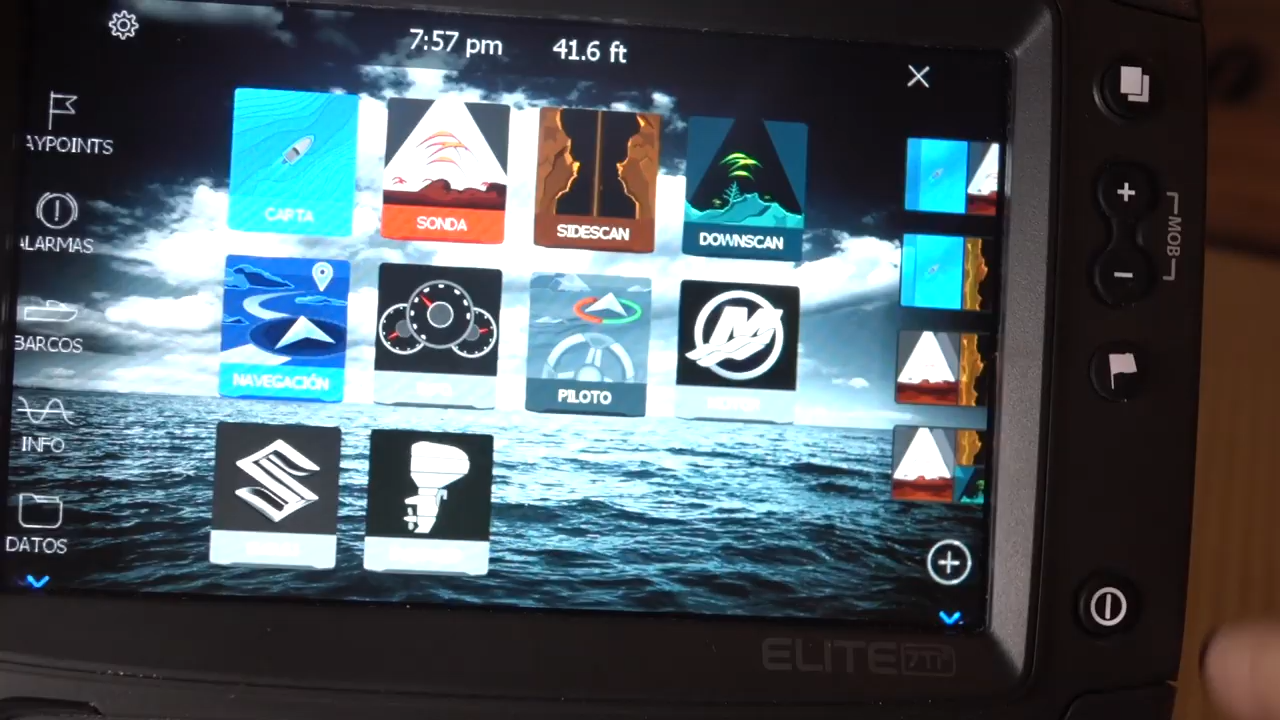 7:57 pm 41.6 ft
AYPOINTS
ALARMAS
BARCOS
INFO
DATOS
CARTA
SONDA
SIDESCAN
DOWNSCAN
NAVEGACIÓN
PILOTO
MOB
ELITE 7Ti²